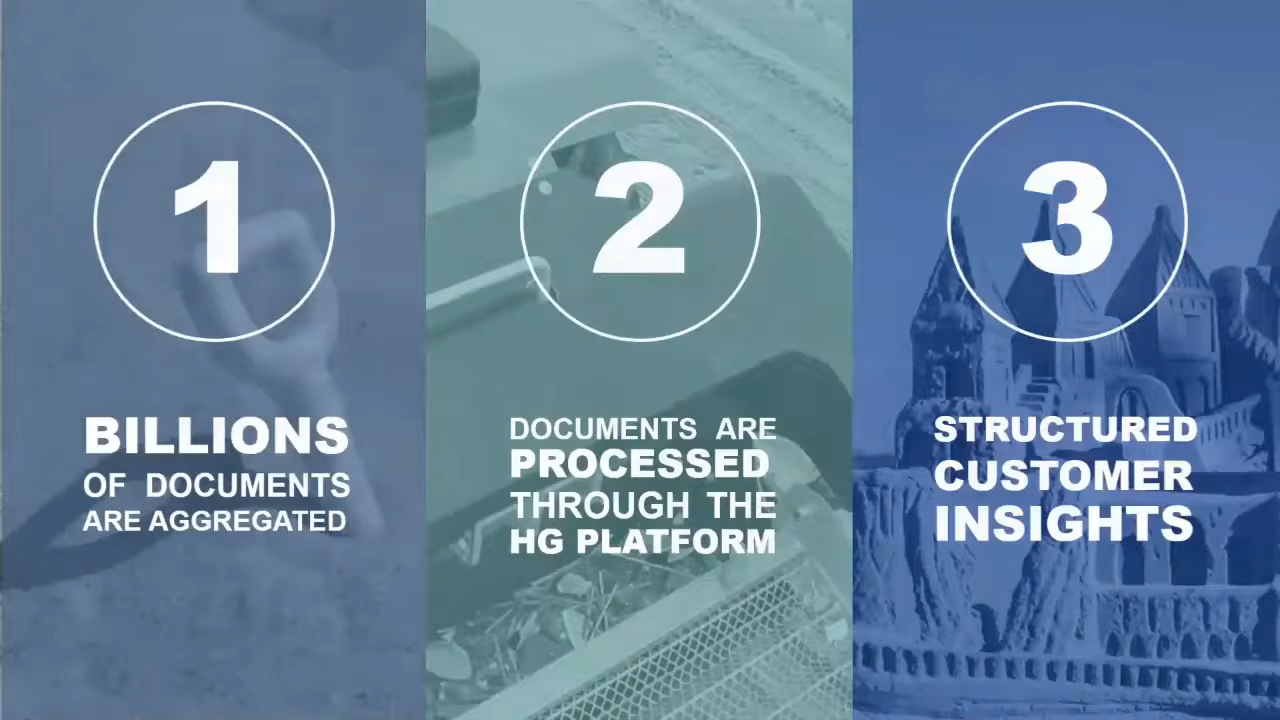 1
BILLIONS
OF DOCUMENTS
ARE AGGREGATED
2
DOCUMENTS ARE
PROCESSED
THROUGH THE
HG PLATFORM
3
STRUCTURED
CUSTOMER
INSIGHTS